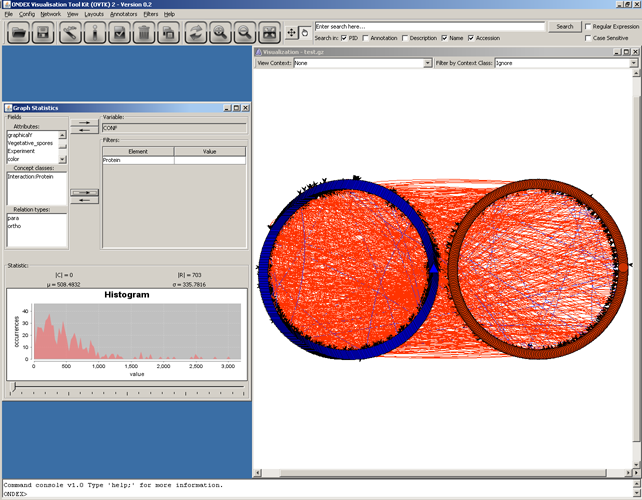 ONDEX Visualisation Tool Kit (OVTK) 2 - Version 0.2
File Config Network View Layouts Annotators Filters Help
Enter search here...
Search
Regular Expression
Search in: PID Annotation Description Name Accession
Case Sensitive
Visualization - test.gz
View Context: None Filter by Context Class: Ignore
Graph Statistics
Fields
Variable:
Attributes:
CONF
graphicalY
Vegetative_spores
Experiment
color
Filters:
Element Value
Protein
Concept classes:
Interaction:Protein
Relation types:
para
ortho
Statistic:
|C| = 0 |R| = 703
μ = 508.4832 σ = 335.7816
Histogram
occurrences
40
30
20
10
0
0 500 1,000 1,500 2,000 2,500 3,000
value
Command console v1.0 Type 'help;' for more information.
ONDEX>